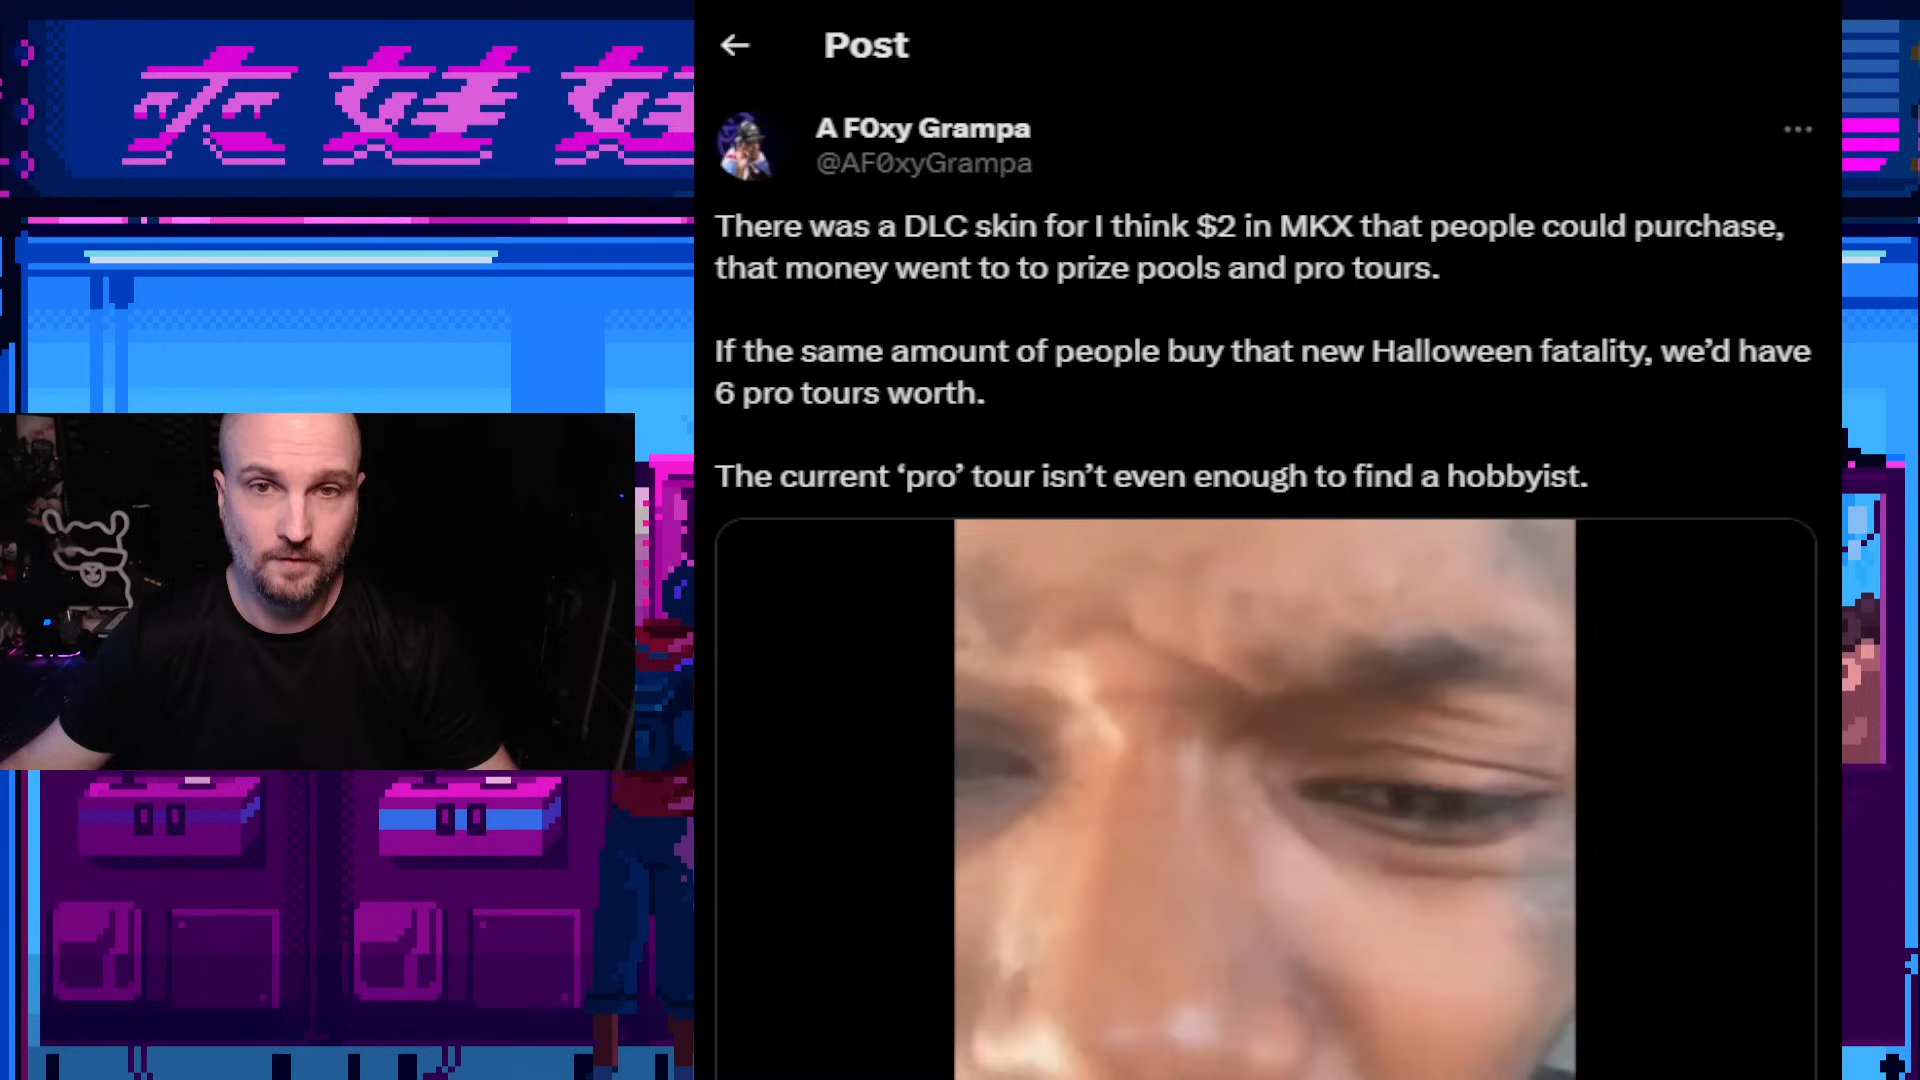 Post
A F0xy Grampa
@AF0xyGrampa
There was a DLC skin for I think $2 in MKX that people could purchase,
that money went to to prize pools and pro tours.
If the same amount of people buy that new Halloween fatality, we’d have
6 pro tours worth.
The current ‘pro’ tour isn’t even enough to find a hobbyist.